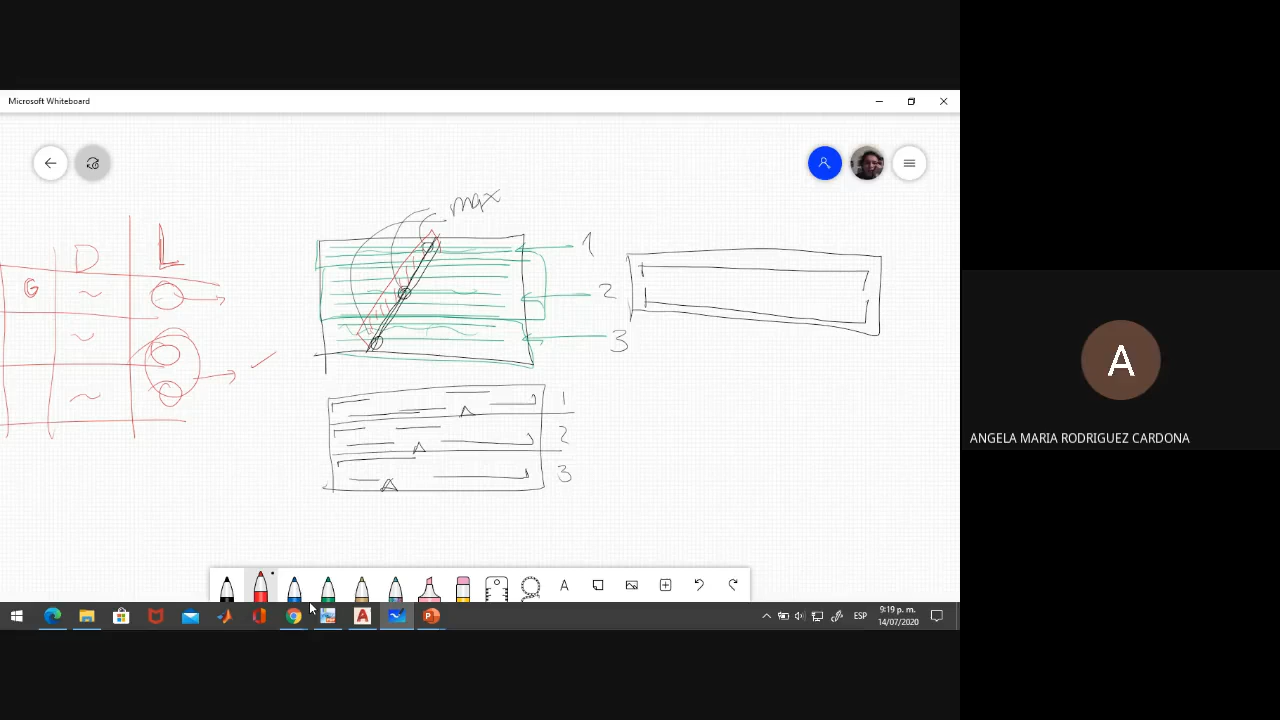 Microsoft Whiteboard
max
1
D
L
G
2
3
1
2
3
A
A
ANGELA MARIA RODRIGUEZ CARDONA
A
9:19 p. m.
ESP
14/07/2020